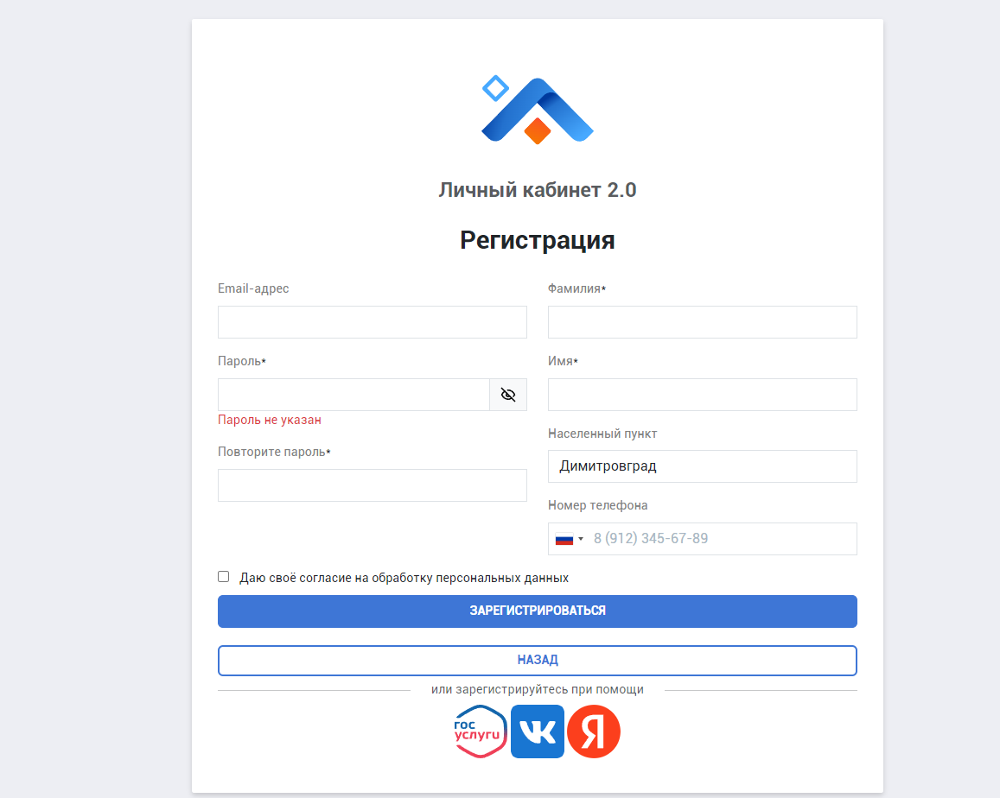 Личный кабинет 2.0
Регистрация
Email-адрес
Фамилия*
Пароль*
Имя*
Пароль не указан
Населенный пункт
Повторите пароль*
Димитровград
Номер телефона
8 (912) 345-67-89
Даю своё согласие на обработку персональных данных
ЗАРЕГИСТРИРОВАТЬСЯ
НАЗАД
или зарегистрируйтесь при помощи
гос
услуги
VK
Я